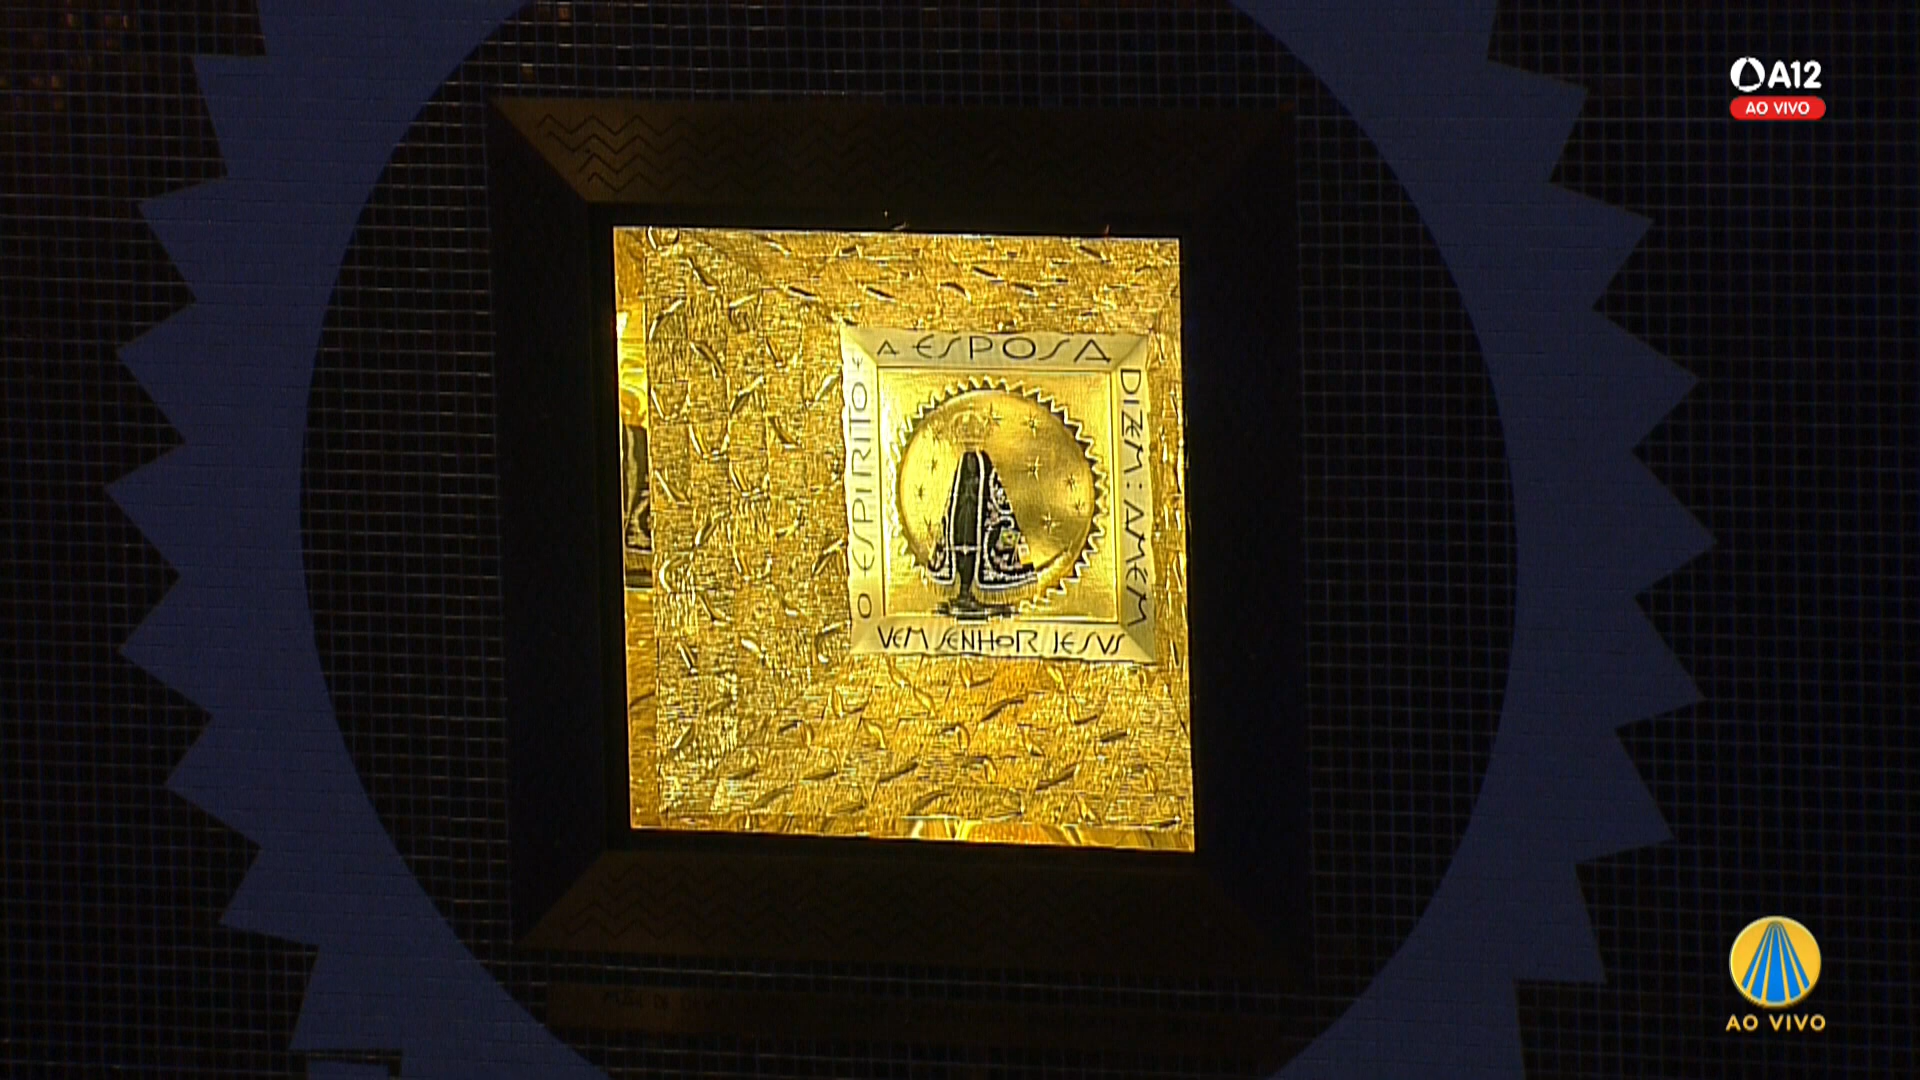 A12
AO VIVO
O ESPIRITO E
A ESPOSA
DIZEM: AMEM
VEM SENHOR JESUS
AO VIVO